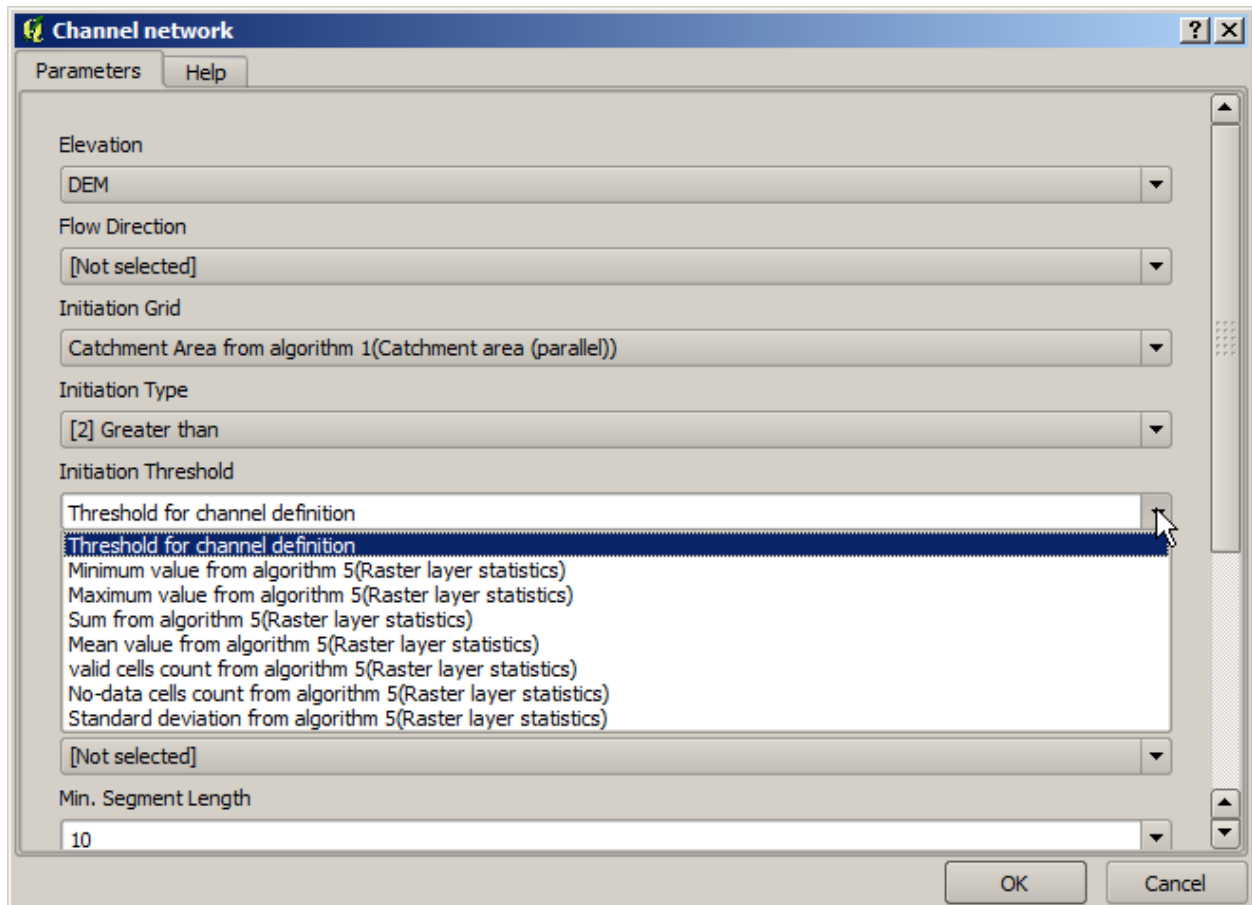 Channel network
Parameters Help
Elevation
DEM
Flow Direction
[Not selected]
Initiation Grid
Catchment Area from algorithm 1(Catchment area (parallel))
Initiation Type
[2] Greater than
Initiation Threshold
Threshold for channel definition
Threshold for channel definition
Minimum value from algorithm 5(Raster layer statistics)
Maximum value from algorithm 5(Raster layer statistics)
Sum from algorithm 5(Raster layer statistics)
Mean value from algorithm 5(Raster layer statistics)
valid cells count from algorithm 5(Raster layer statistics)
No-data cells count from algorithm 5(Raster layer statistics)
Standard deviation from algorithm 5(Raster layer statistics)
[Not selected]
Min. Segment Length
10
OK Cancel